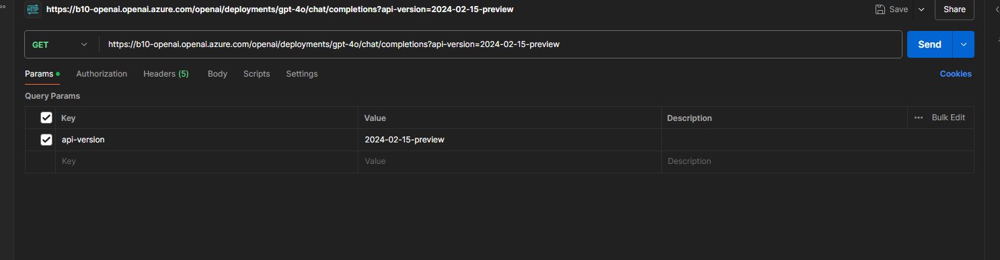 HTTP https://b10-openai.openai.azure.com/openai/deployments/gpt-4o/chat/completions?api-version=2024-02-15-preview Save Share
GET https://b10-openai.openai.azure.com/openai/deployments/gpt-4o/chat/completions?api-version=2024-02-15-preview Send
Params Authorization Headers (5) Body Scripts Settings Cookies
Query Params
Key Value Description Bulk Edit
api-version 2024-02-15-preview
Key Value Description